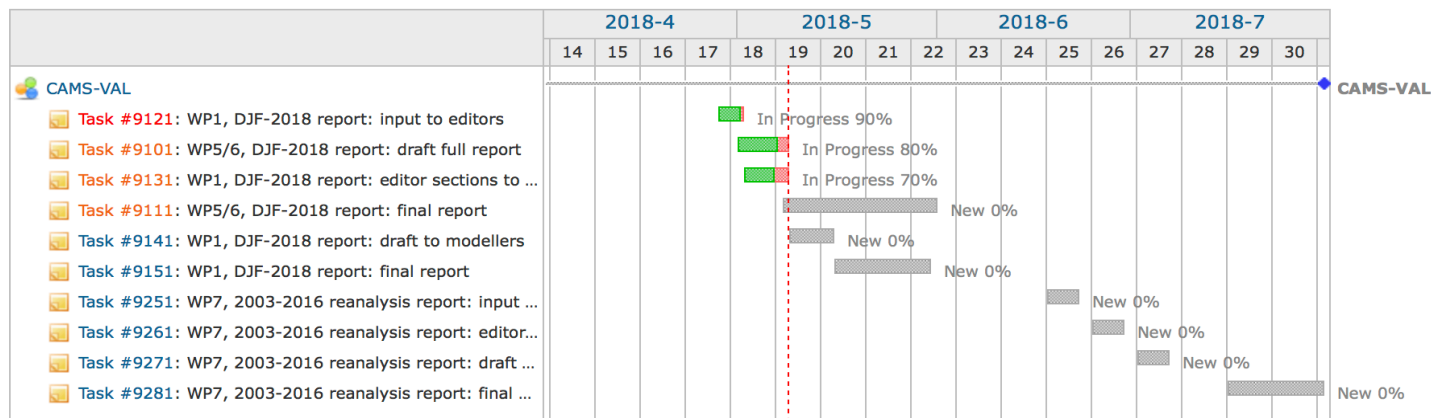 2018-4 2018-5 2018-6 2018-7
14 15 16 17 18 19 20 21 22 23 24 25 26 27 28 29 30
CAMS-VAL CAMS-VAL
Task #9121: WP1, DJF-2018 report: input to editors In Progress 90%
Task #9101: WP5/6, DJF-2018 report: draft full report In Progress 80%
Task #9131: WP1, DJF-2018 report: editor sections to ... In Progress 70%
Task #9111: WP5/6, DJF-2018 report: final report New 0%
Task #9141: WP1, DJF-2018 report: draft to modellers New 0%
Task #9151: WP1, DJF-2018 report: final report New 0%
Task #9251: WP7, 2003-2016 reanalysis report: input ... New 0%
Task #9261: WP7, 2003-2016 reanalysis report: editor... New 0%
Task #9271: WP7, 2003-2016 reanalysis report: draft ... New 0%
Task #9281: WP7, 2003-2016 reanalysis report: final ... New 0%